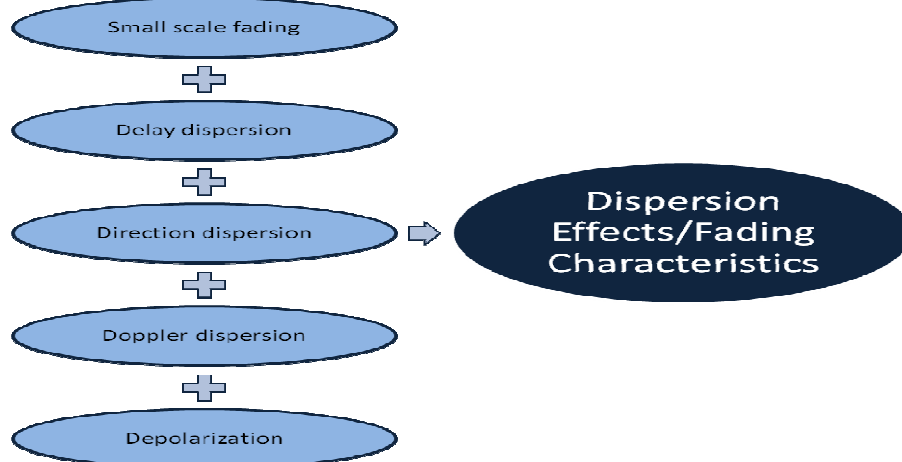 Small scale fading
Delay dispersion
Direction dispersion
Doppler dispersion
Depolarization
Dispersion
Effects/Fading
Characteristics